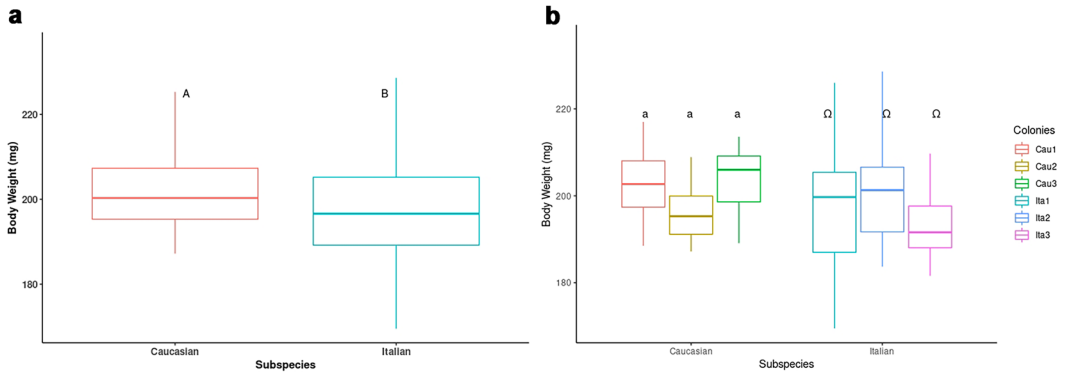 a
A
B
220
200
180
Body Weight (mg)
Caucasian
Italian
Subspecies
b
a
a
a
Ω
Ω
Ω
220
200
180
Body Weight (mg)
Caucasian
Italian
Subspecies
Colonies
Cau1
Cau2
Cau3
Ita1
Ita2
Ita3